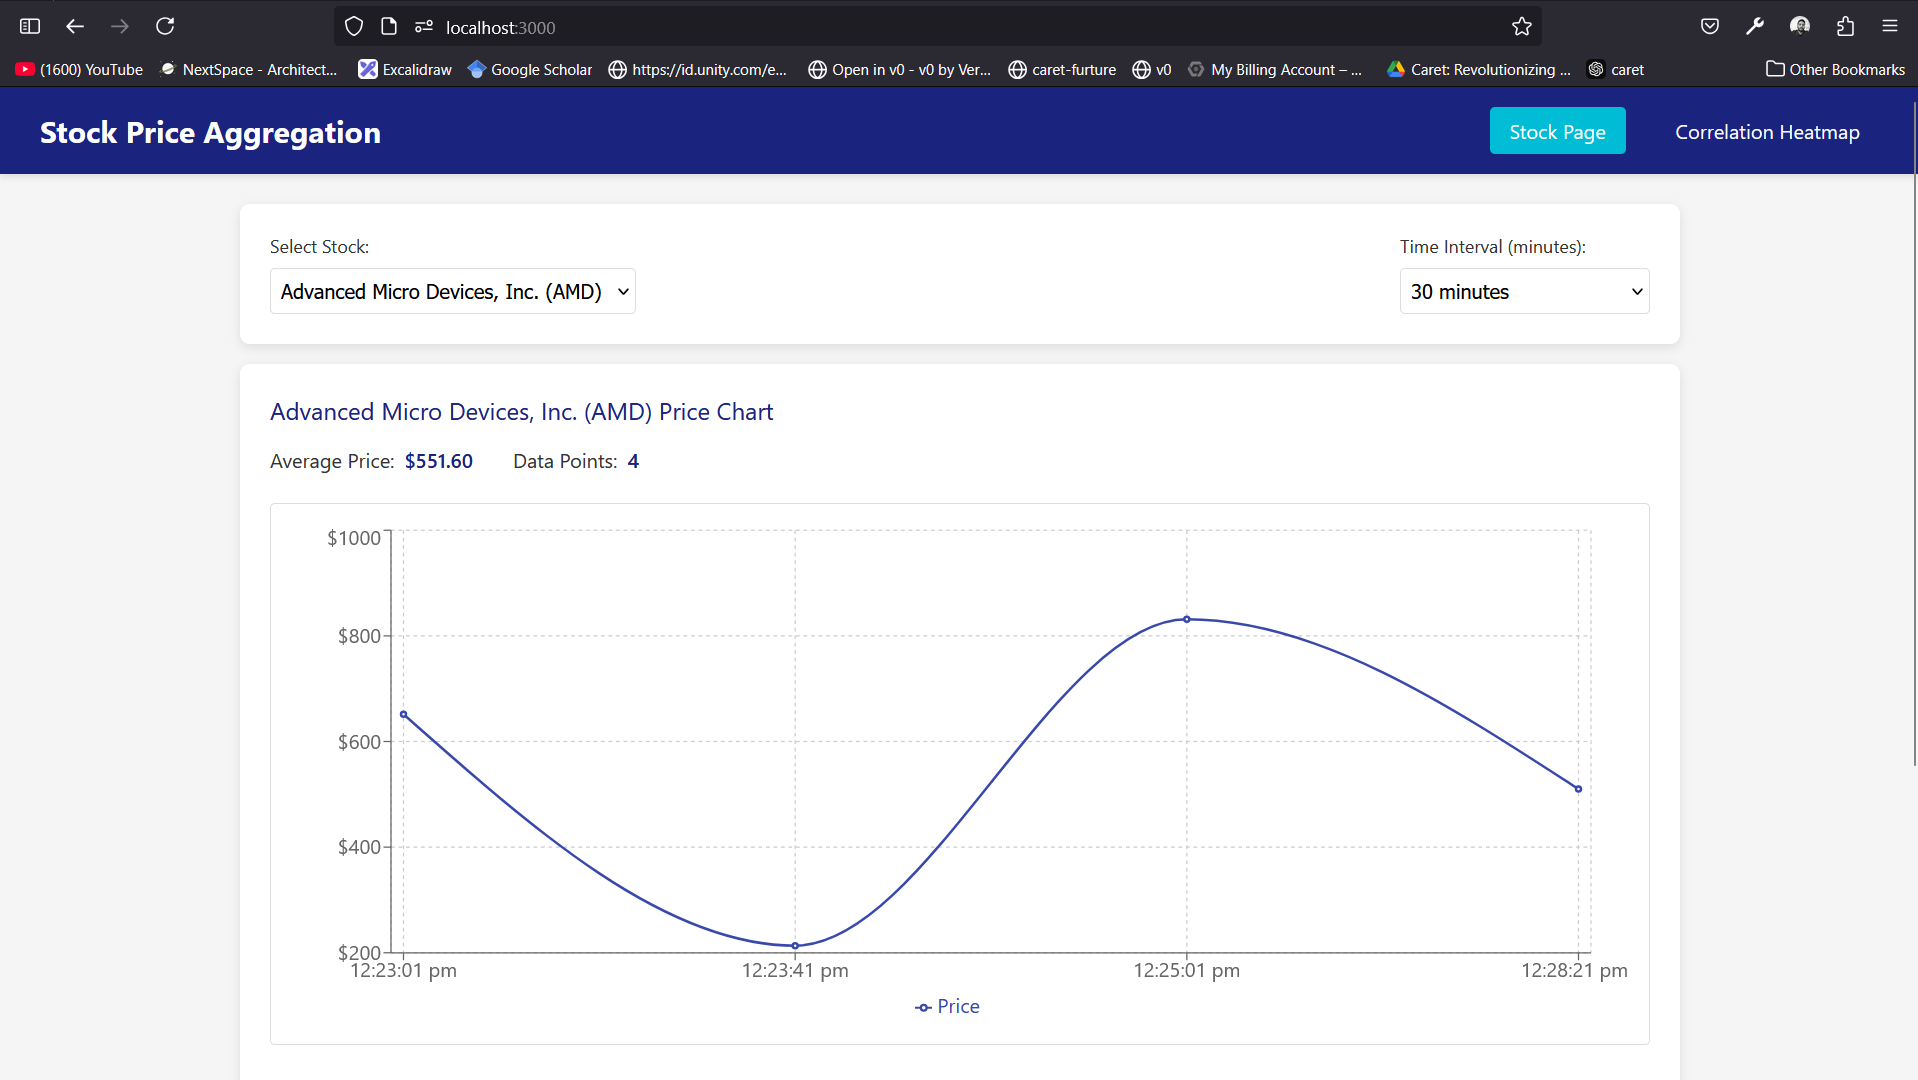 localhost:3000
(1600) YouTube NextSpace - Architect... Excalidraw Google Scholar https://id.unity.com/e... Open in v0 - v0 by Ver... caret-furture v0 My Billing Account – ... Caret: Revolutionizing ... caret Other Bookmarks
Stock Price Aggregation Stock Page Correlation Heatmap
Select Stock: Time Interval (minutes):
Advanced Micro Devices, Inc. (AMD) 30 minutes
Advanced Micro Devices, Inc. (AMD) Price Chart
Average Price: $551.60 Data Points: 4
$1000
$800
$600
$400
$200
12:23:01 pm 12:23:41 pm 12:25:01 pm 12:28:21 pm
Price